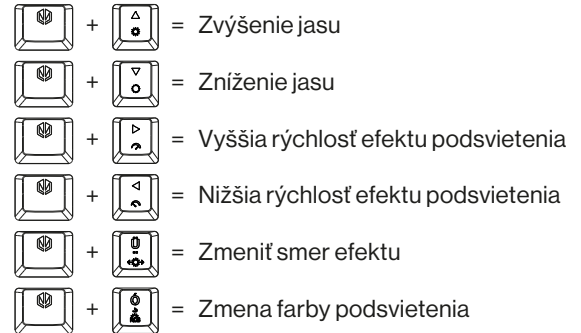 + = Zvýšenie jasu
+ = Zníženie jasu
+ = Vyššia rýchlosť efektu podsvietenia
+ = Nižšia rýchlosť efektu podsvietenia
+ Ú = Zmeniť smer efektu
+ Ô = Zmena farby podsvietenia